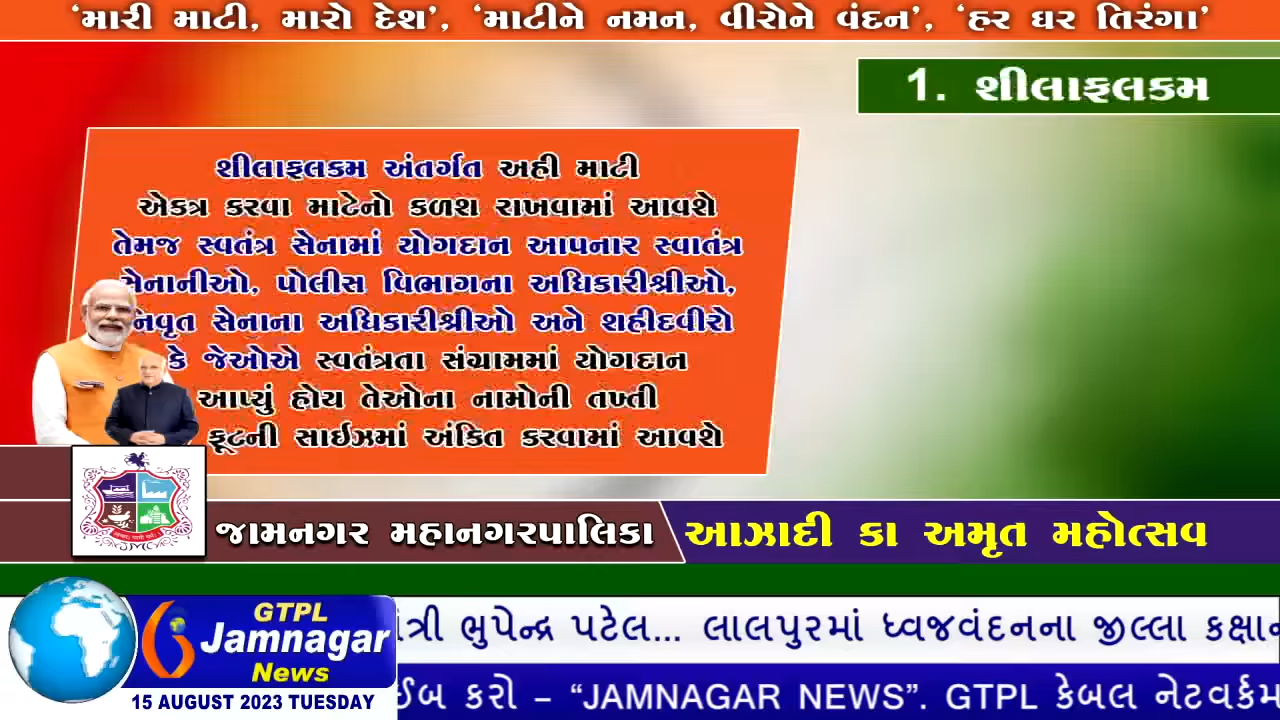 ‘મારી માટી, મારો દેશ’, ‘માટીને નમન, વીરોને વંદન’, ‘હર ઘર તિરંગા’
1. શીલાફલકમ
શીલાફલકમ અંતર્ગત અહી માટી
એકત્ર કરવા માટેનો કળશ રાખવામાં આવશે
તેમજ સ્વતંત્ર સેનામાં યોગદાન આપનાર સ્વાતંત્ર
સેનાનીઓ, પોલીસ વિભાગના અધિકારીશ્રીઓ,
નિવૃત સેનાના અધિકારીશ્રીઓ અને શહીદવીરો
કે જેઓએ સ્વતંત્રતા સંગ્રામમાં યોગદાન
આપ્યું હોય તેઓના નામોની તખ્તી
ફૂટની સાઇઝમાં અંકિત કરવામાં આવશે
જામનગર મહાનગરપાલિકા
આઝાદી કા અમૃત મહોત્સવ
JMC
GTPL
Jamnagar
News
15 AUGUST 2023 TUESDAY
ભુપેન્દ્ર પટેલ... લાલપુરમાં ધ્વજવંદનના જીલ્લા
કરો – “JAMNAGAR NEWS”. GTPL કેબલ નેટવર્કમ